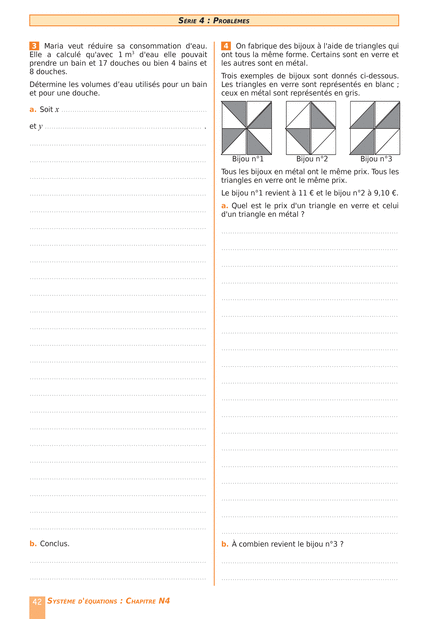 SÉRIE 4 : PROBLÈMES
3 Maria veut réduire sa consommation d'eau.
Elle a calculé qu'avec 1 m³ d'eau elle pouvait
prendre un bain et 17 douches ou bien 4 bains et
8 douches.
Détermine les volumes d'eau utilisés pour un bain
et pour une douche.
a. Soit x
et y .
b. Conclus.
4 On fabrique des bijoux à l'aide de triangles qui
ont tous la même forme. Certains sont en verre et
les autres sont en métal.
Trois exemples de bijoux sont donnés ci-dessous.
Les triangles en verre sont représentés en blanc ;
ceux en métal sont représentés en gris.
Bijou n°1 Bijou n°2 Bijou n°3
Tous les bijoux en métal ont le même prix. Tous les
triangles en verre ont le même prix.
Le bijou n°1 revient à 11 € et le bijou n°2 à 9,10 €.
a. Quel est le prix d'un triangle en verre et celui
d'un triangle en métal ?
b. À combien revient le bijou n°3 ?
42 SYSTÈME D'ÉQUATIONS : CHAPITRE N4